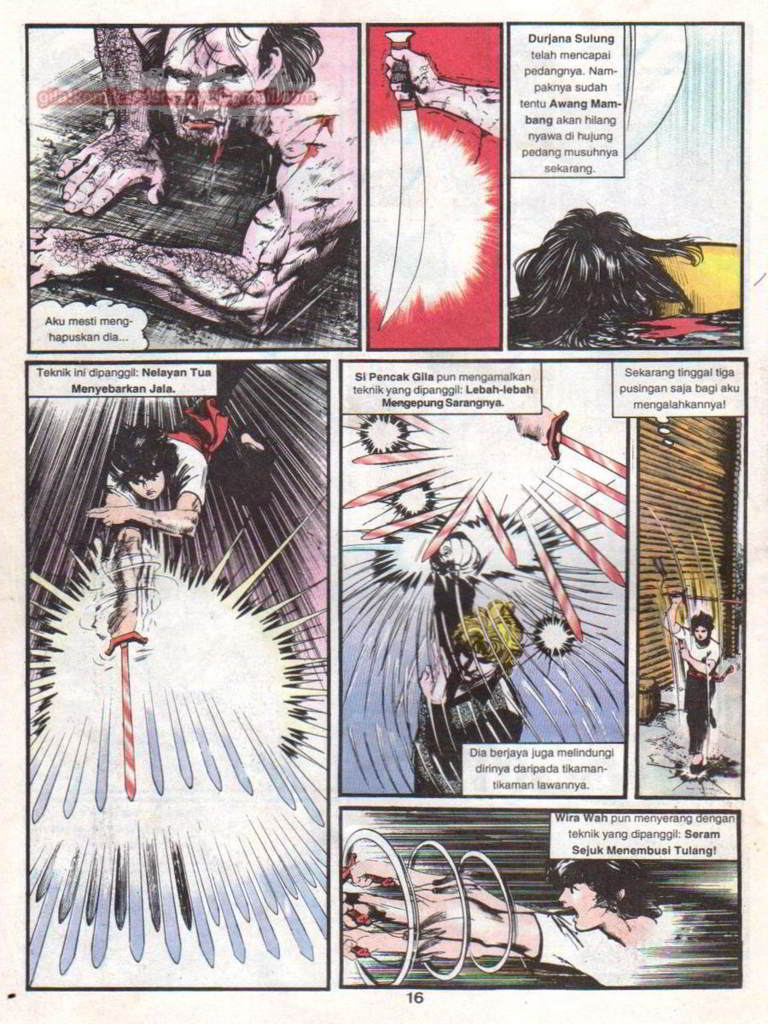 Aku mesti meng-
hapuskan dia...
Durjana Sulung
telah mencapai
pedangnya. Nam-
paknya sudah
tentu Awang Mam-
bang akan hilang
nyawa di hujung
pedang musuhnya
sekarang.
Teknik ini dipanggil: Nelayan Tua
Menyebarkan Jala.
Si Pencak Gila pun mengamalkan
teknik yang dipanggil: Lebah-lebah
Mengepung Sarangnya.
Dia berjaya juga melindungi
dirinya daripada tikaman-
tikaman lawannya.
Sekarang tinggal tiga
pusingan saja bagi aku
mengalahkannya!
Wira Wah pun menyerang dengan
teknik yang dipanggil: Seram
Sejuk Menembusi Tulang!
16